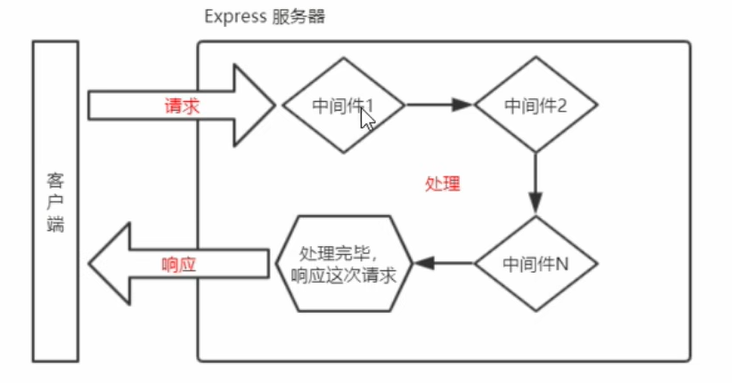 Express 服务器
请求
中间件1
中间件2
客
户
端
处理
响应
处理完毕,
响应这次请求
中间件N